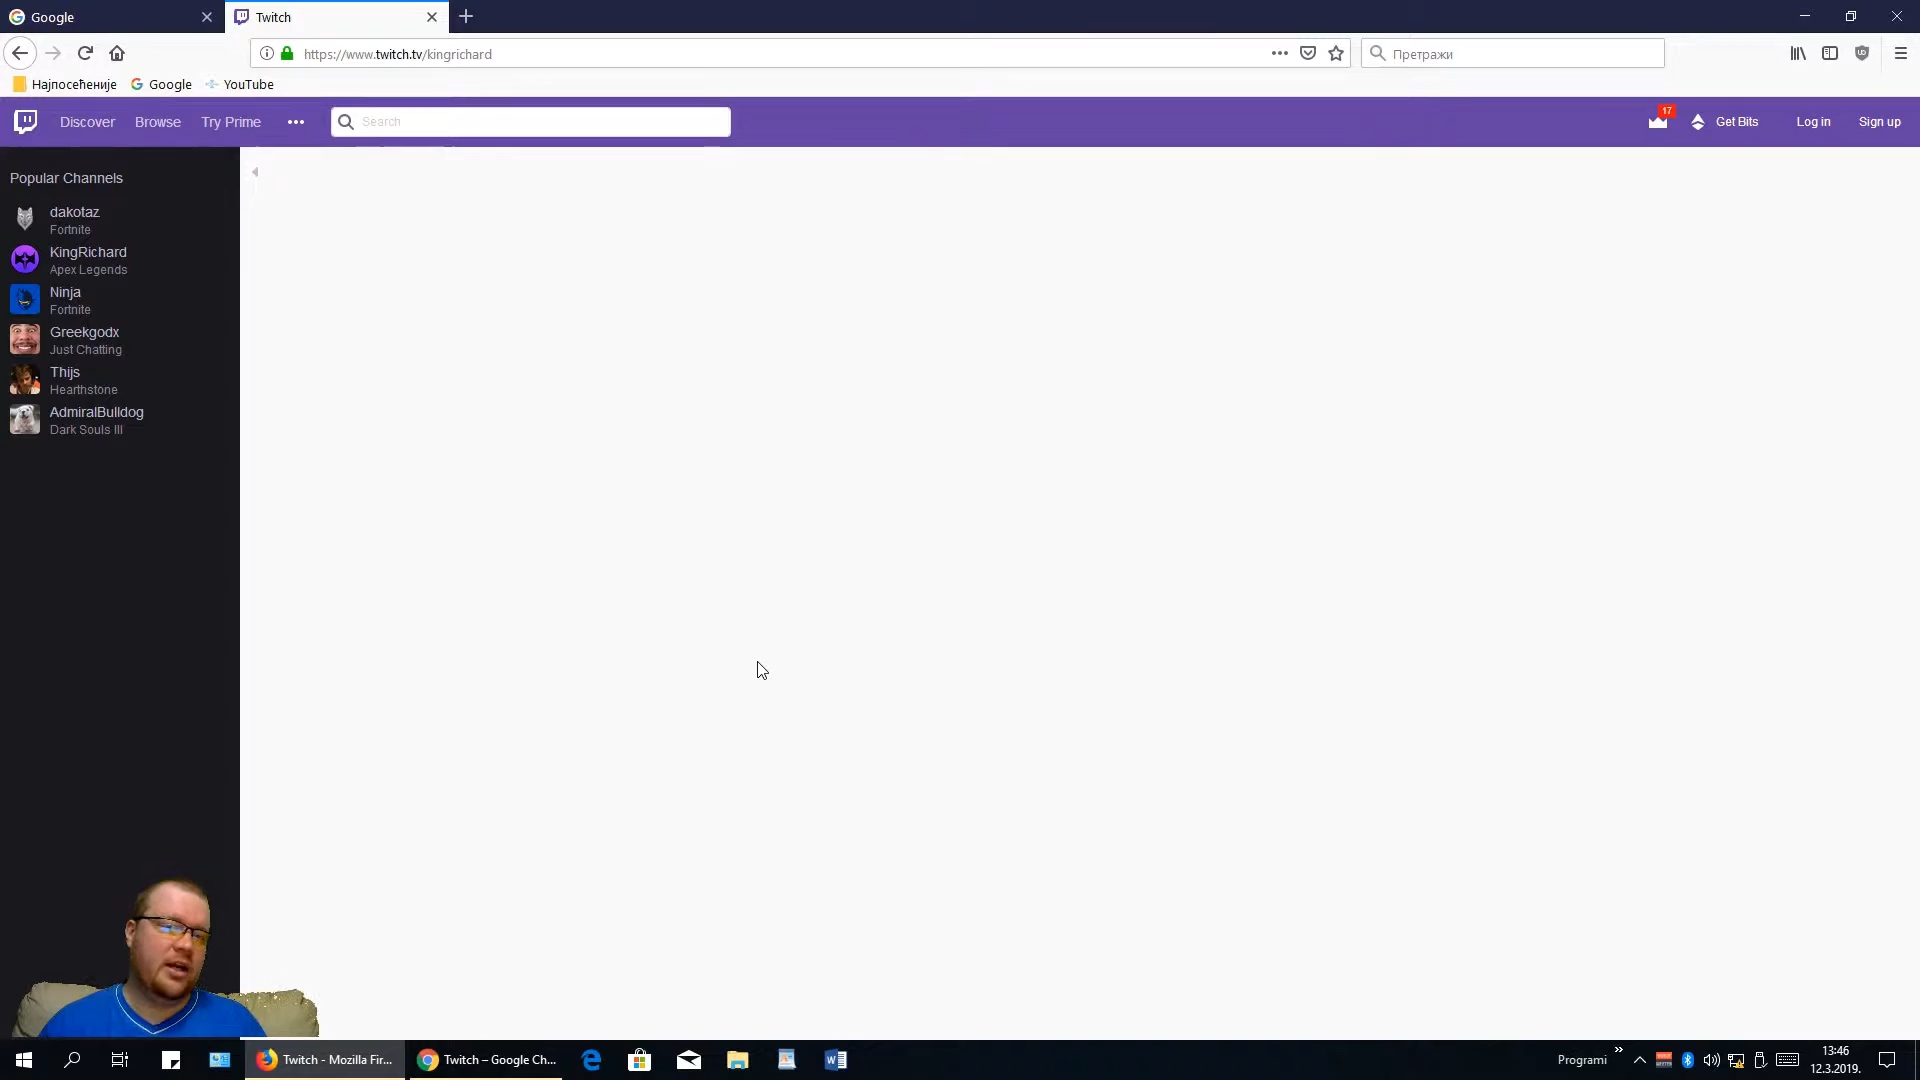 Google
Twitch
https://www.twitch.tv/kingrichard
Претражи
Најпосећеније
Google
YouTube
Discover
Browse
Try Prime
Search
17
Get Bits
Log in
Sign up
Popular Channels
dakotaz
Fortnite
KingRichard
Apex Legends
Ninja
Fortnite
Greekgodx
Just Chatting
Thijs
Hearthstone
AdmiralBulldog
Dark Souls III
Twitch - Mozilla Fir...
Twitch – Google Ch...
Programi
13:46
12.3.2019.